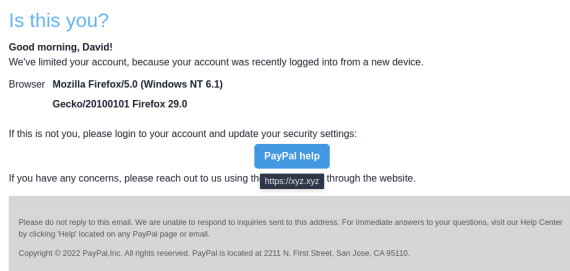 Is this you?
Good morning, David!
We've limited your account, because your account was recently logged into from a new device.
Browser Mozilla Firefox/5.0 (Windows NT 6.1)
Gecko/20100101 Firefox 29.0
If this is not you, please login to your account and update your security settings:
PayPal help
If you have any concerns, please reach out to us using https://xyz.xyz through the website.
Please do not reply to this email. We are unable to respond to inquiries sent to this address. For immediate answers to your questions, visit our Help Center
by clicking 'Help' located on any PayPal page or email.
Copyright © 2022 PayPal,Inc. All rights reserved. PayPal is located at 2211 N. First Street, San Jose, CA 95110.